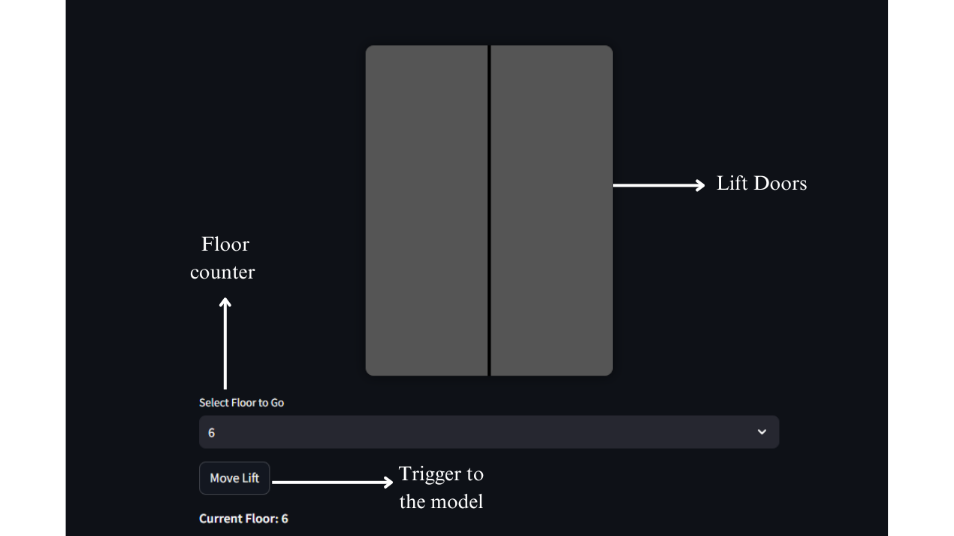 Lift Doors
Floor
counter
Select Floor to Go
6
Move Lift
Trigger to
the model
Current Floor: 6